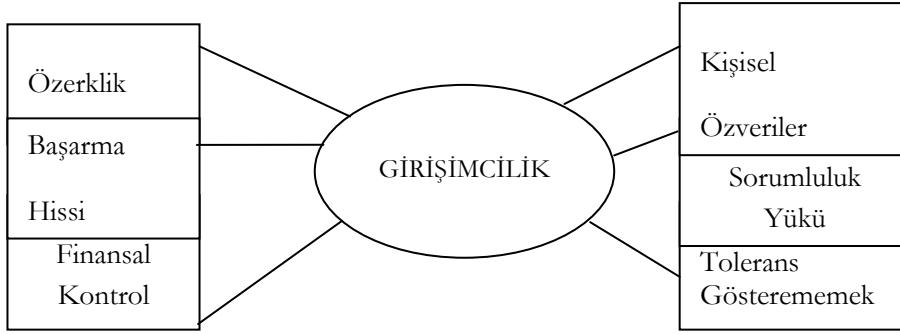 Özerklik
Başarma
Hissi
Finansal
Kontrol
GİRİŞİMCİLİK
Kişisel
Özveriler
Sorumluluk
Yükü
Tolerans
Gösterememek